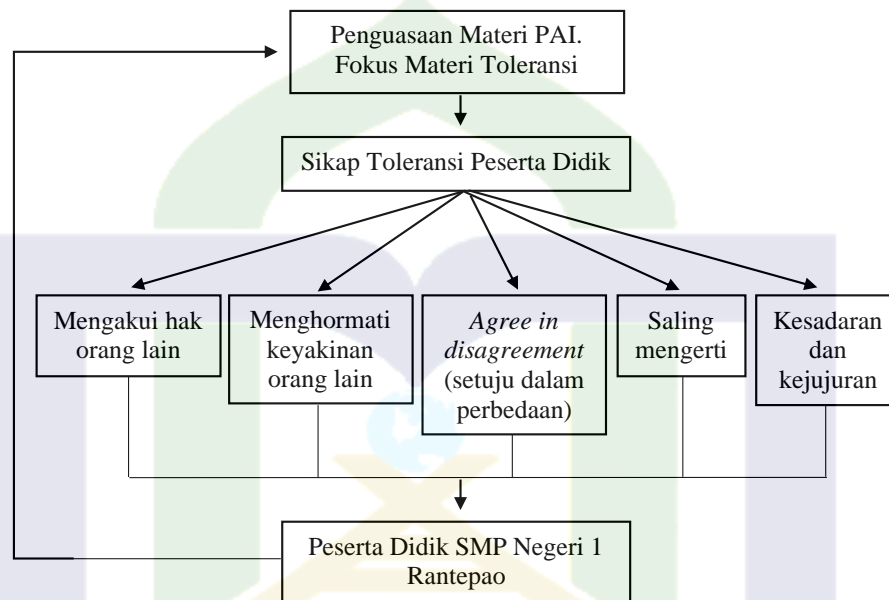 Penguasaan Materi PAI.
Fokus Materi Toleransi
Sikap Toleransi Peserta Didik
Mengakui hak
orang lain
Menghormati
keyakinan
orang lain
Agree in
disagreement
(setuju dalam
perbedaan)
Saling
mengerti
Kesadaran
dan
kejujuran
Peserta Didik SMP Negeri 1
Rantepao